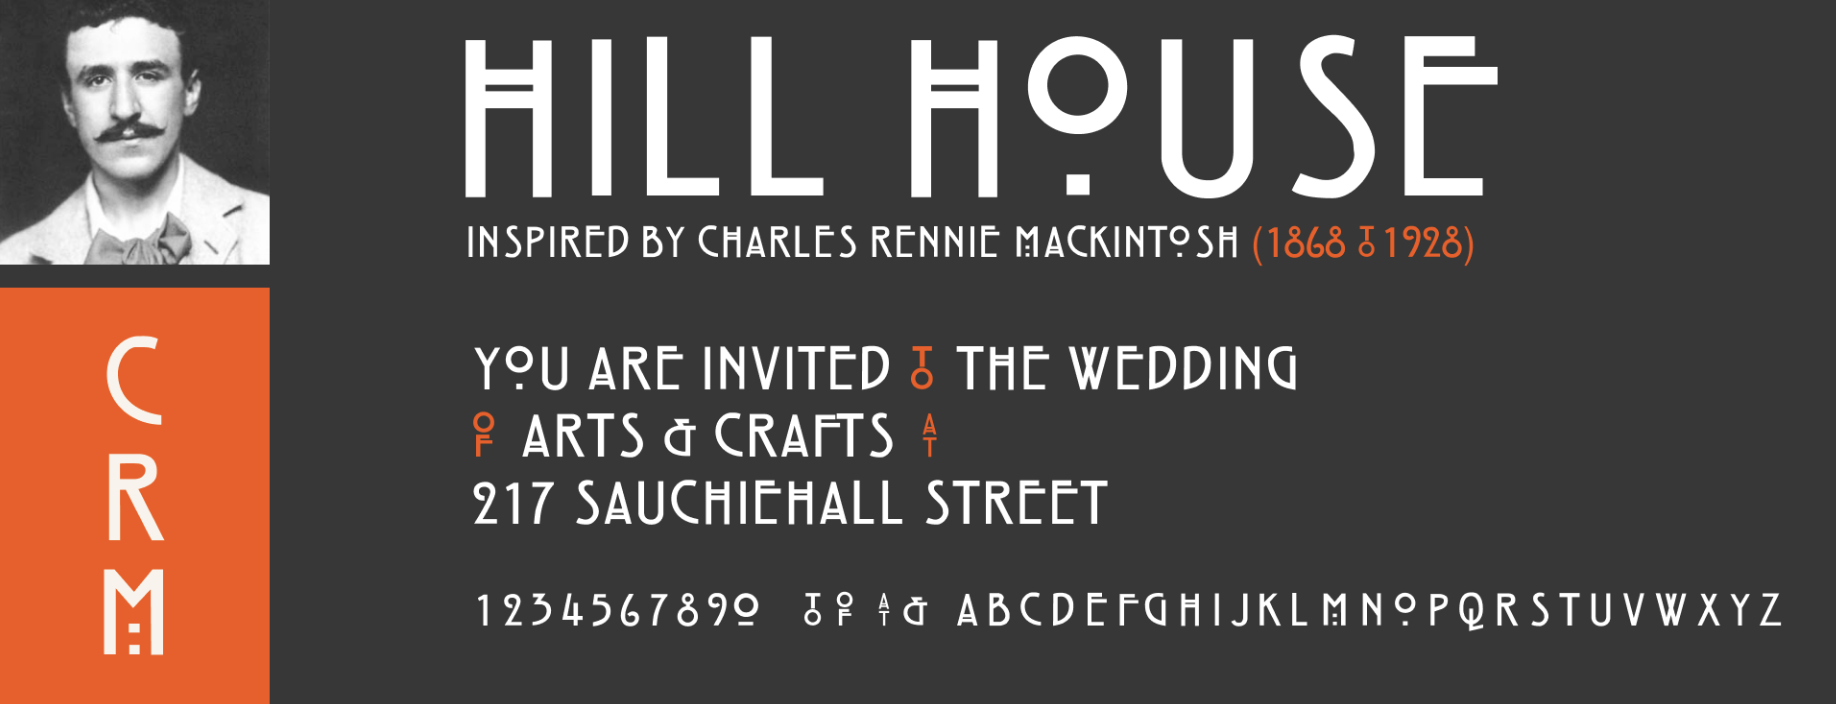 HILL HOUSE
INSPIRED BY CHARLES RENNIE MACKINTOSH (1868 TO 1928)
YOU ARE INVITED TO THE WEDDING
OF ARTS & CRAFTS AT
217 SAUCHIEHALL STREET
1234567890 TO OF AT & ABCDEFGHIJKLMNOPQRSTUVWXYZ
C
R
M